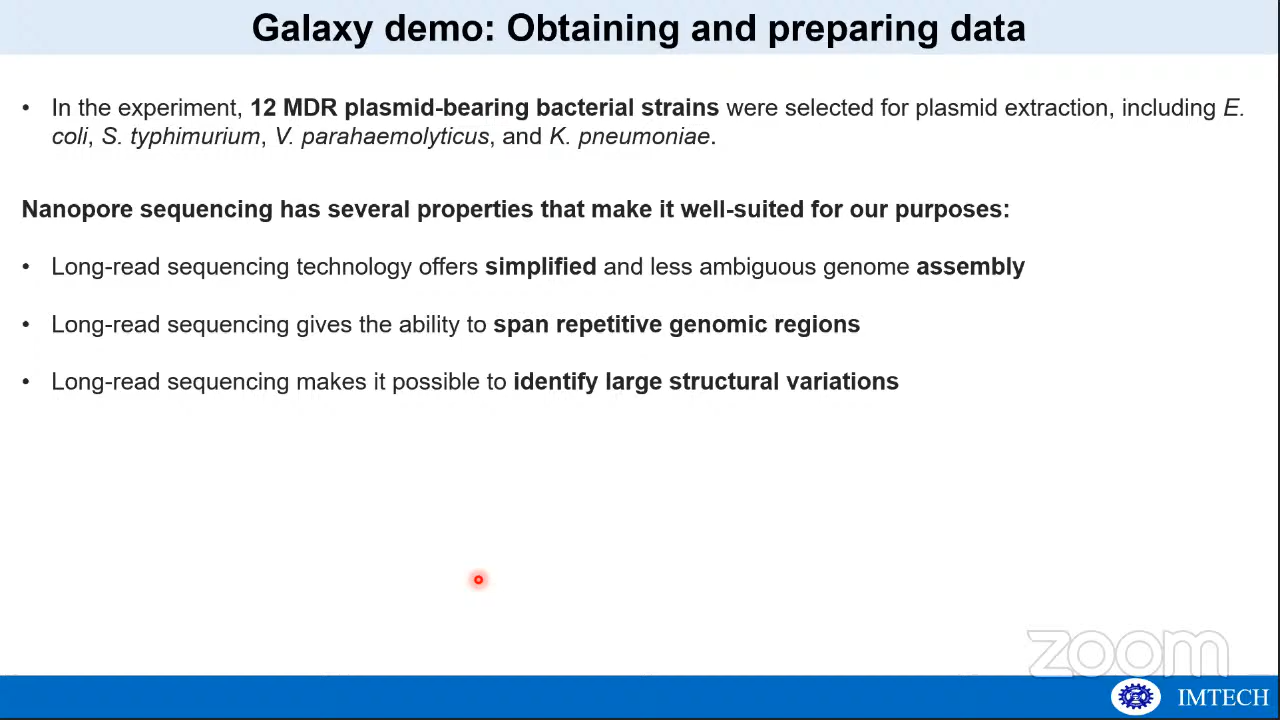 Galaxy demo: Obtaining and preparing data
• In the experiment, 12 MDR plasmid-bearing bacterial strains were selected for plasmid extraction, including E.
coli, S. typhimurium, V. parahaemolyticus, and K. pneumoniae.
Nanopore sequencing has several properties that make it well-suited for our purposes:
• Long-read sequencing technology offers simplified and less ambiguous genome assembly
• Long-read sequencing gives the ability to span repetitive genomic regions
• Long-read sequencing makes it possible to identify large structural variations
zoom
IMTECH